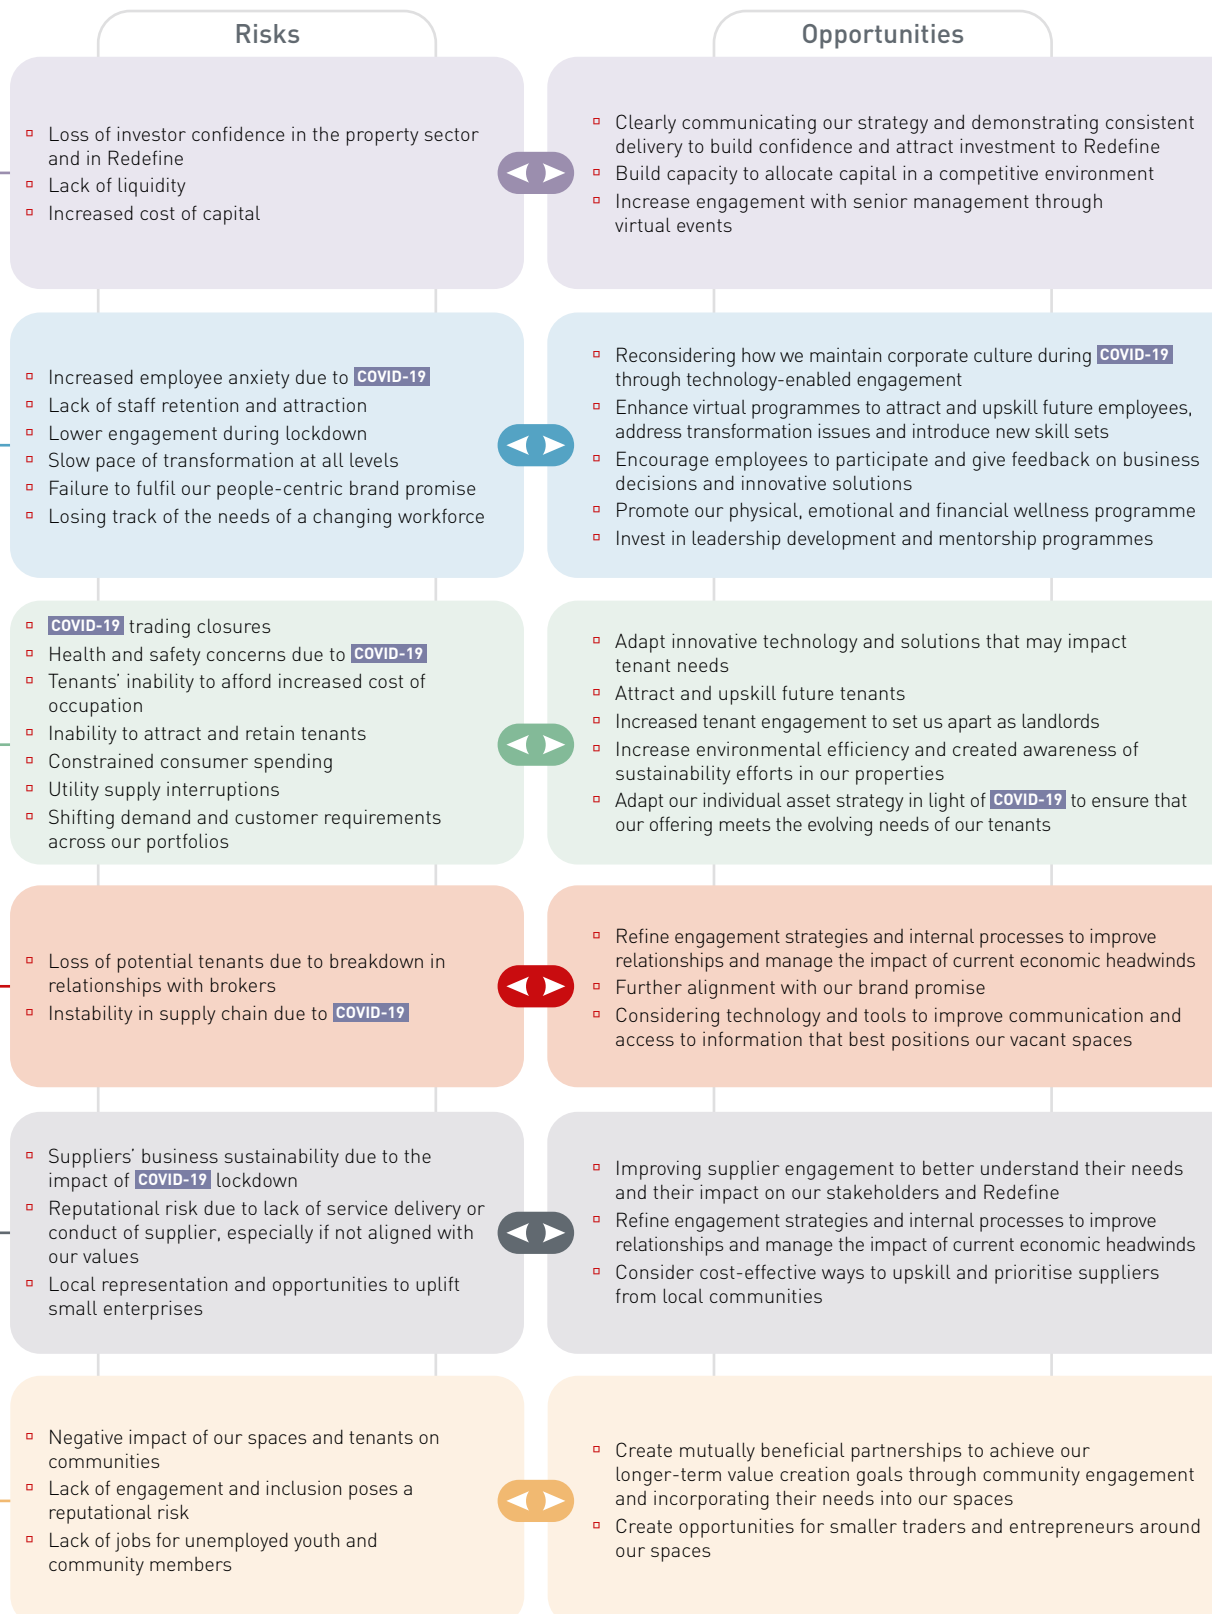 Risks
Opportunities
Loss of investor confidence in the property sector
and in Redefine
Lack of liquidity
Increased cost of capital
Clearly communicating our strategy and demonstrating consistent
delivery to build confidence and attract investment to Redefine
Build capacity to allocate capital in a competitive environment
Increase engagement with senior management through
virtual events
Increased employee anxiety due to COVID-19
Lack of staff retention and attraction
Lower engagement during lockdown
Slow pace of transformation at all levels
Failure to fulfil our people-centric brand promise
Losing track of the needs of a changing workforce
Reconsidering how we maintain corporate culture during COVID-19
through technology-enabled engagement
Enhance virtual programmes to attract and upskill future employees,
address transformation issues and introduce new skill sets
Encourage employees to participate and give feedback on business
decisions and innovative solutions
Promote our physical, emotional and financial wellness programme
Invest in leadership development and mentorship programmes
COVID-19 trading closures
Health and safety concerns due to COVID-19
Tenants' inability to afford increased cost of
occupation
Inability to attract and retain tenants
Constrained consumer spending
Utility supply interruptions
Shifting demand and customer requirements
across our portfolios
Adapt innovative technology and solutions that may impact
tenant needs
Attract and upskill future tenants
Increased tenant engagement to set us apart as landlords
Increase environmental efficiency and created awareness of
sustainability efforts in our properties
Adapt our individual asset strategy in light of COVID-19 to ensure that
our offering meets the evolving needs of our tenants
Loss of potential tenants due to breakdown in
relationships with brokers
Instability in supply chain due to COVID-19
Refine engagement strategies and internal processes to improve
relationships and manage the impact of current economic headwinds
Further alignment with our brand promise
Considering technology and tools to improve communication and
access to information that best positions our vacant spaces
Suppliers' business sustainability due to the
impact of COVID-19 lockdown
Reputational risk due to lack of service delivery or
conduct of supplier, especially if not aligned with
our values
Local representation and opportunities to uplift
small enterprises
Improving supplier engagement to better understand their needs
and their impact on our stakeholders and Redefine
Refine engagement strategies and internal processes to improve
relationships and manage the impact of current economic headwinds
Consider cost-effective ways to upskill and prioritise suppliers
from local communities
Negative impact of our spaces and tenants on
communities
Lack of engagement and inclusion poses a
reputational risk
Lack of jobs for unemployed youth and
community members
Create mutually beneficial partnerships to achieve our
longer-term value creation goals through community engagement
and incorporating their needs into our spaces
Create opportunities for smaller traders and entrepreneurs around
our spaces